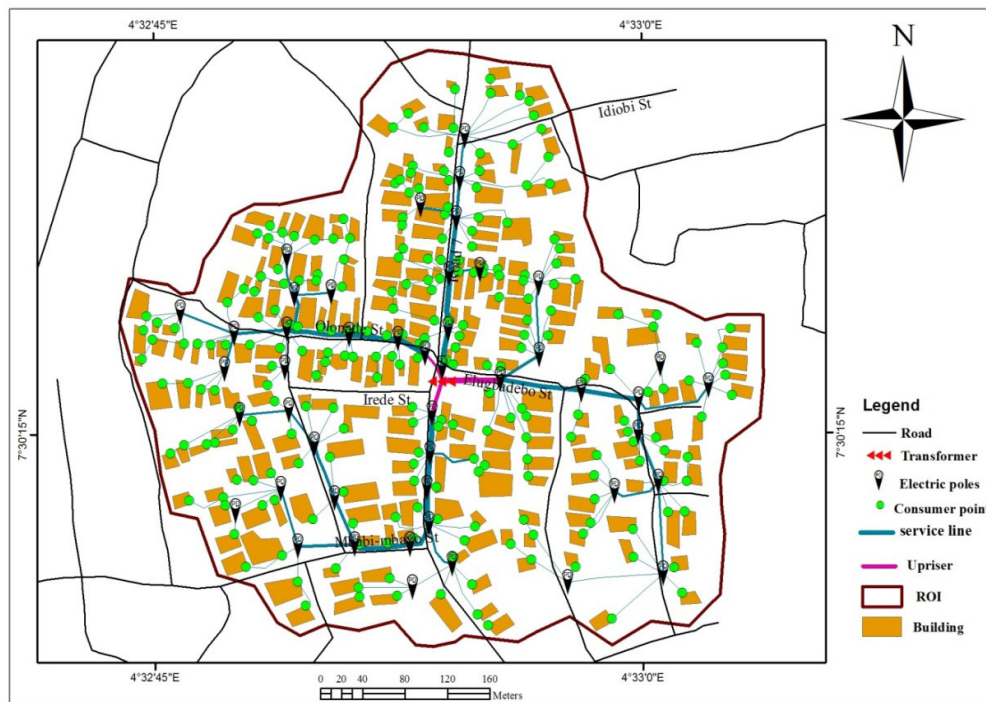 4°32'45"E
4°33'0"E
N
Idiobi St
Olonade St
Elugbadebo St
Irede St
7°30'15"N
7°30'15"N
Legend
Road
Transformer
Electric poles
Consumer point
service line
Upriser
ROI
Building
4°32'45"E
4°33'0"E
0 20 40 80 120 160
Meters